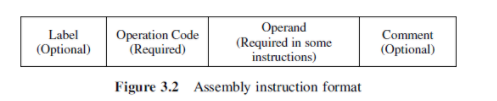 Label
(Optional)
Operation Code
(Required)
Operand
(Required in some
instructions)
Comment
(Optional)
Figure 3.2 Assembly instruction format